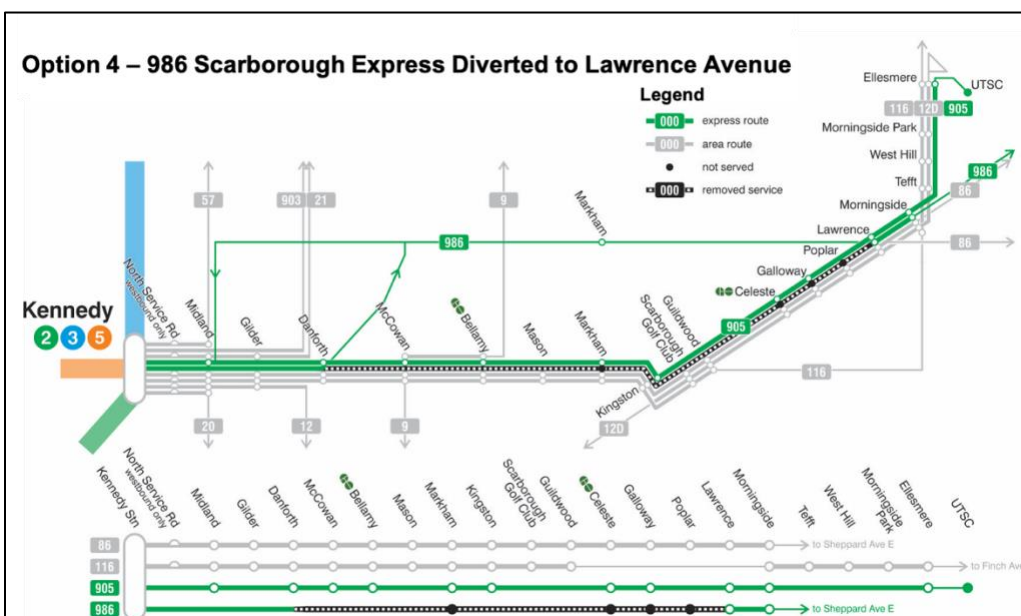 Option 4 – 986 Scarborough Express Diverted to Lawrence Avenue
Legend
000 express route
000 area route
not served
000 removed service
Ellesmere
UTSC
116 12D 905
Morningside Park
West Hill
Tefft
986
86
Morningside
Lawrence
Poplar
Galloway
Celeste
57
903 21
9
Markham
986
86
North Service Rd
westbound only
Midland
Gilder
Danforth
McCowan
Bellamy
Mason
Markham
Scarborough
Golf Club
Guildwood
905
Kennedy
2 3 5
116
Kingston
12D
20
12
9
Kennedy Stn
North Service Rd
westbound only
Midland
Gilder
Danforth
McCowan
Bellamy
Mason
Markham
Kingston
Scarborough
Golf Club
Guildwood
Celeste
Galloway
Poplar
Lawrence
Morningside
Tefft
West Hill
Morningside
Park
Ellesmere
UTSC
86 to Sheppard Ave E
116 to Finch Av
905
986 to Sheppard Ave E